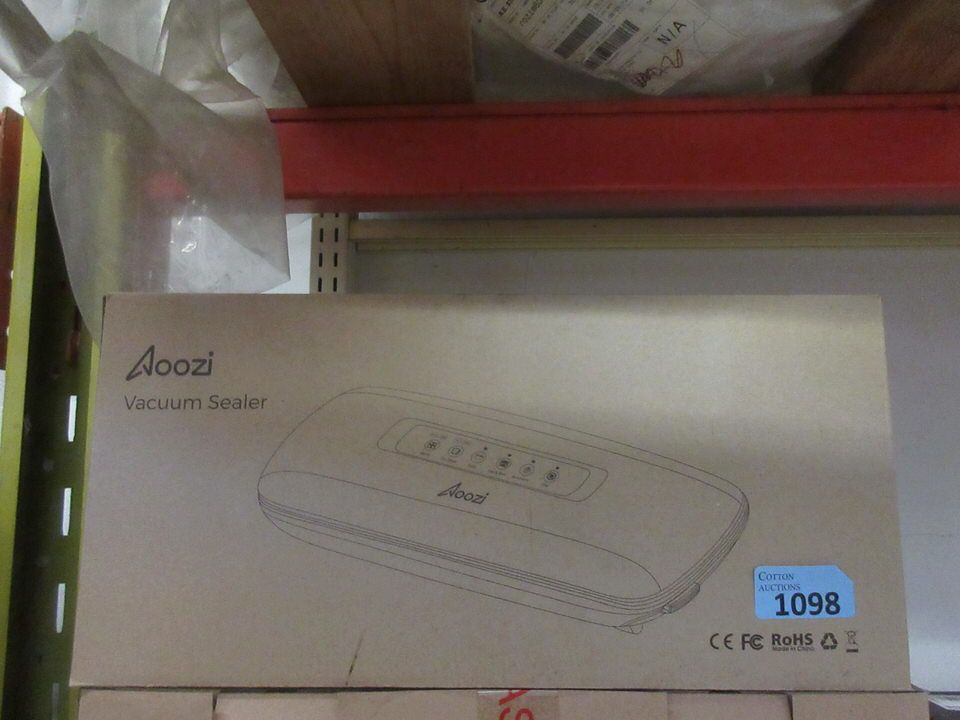 N/A
Aoozi
Vacuum Sealer
Aoozi
COTTON
AUCTIONS
1098
CE FC RoHS
Made in China